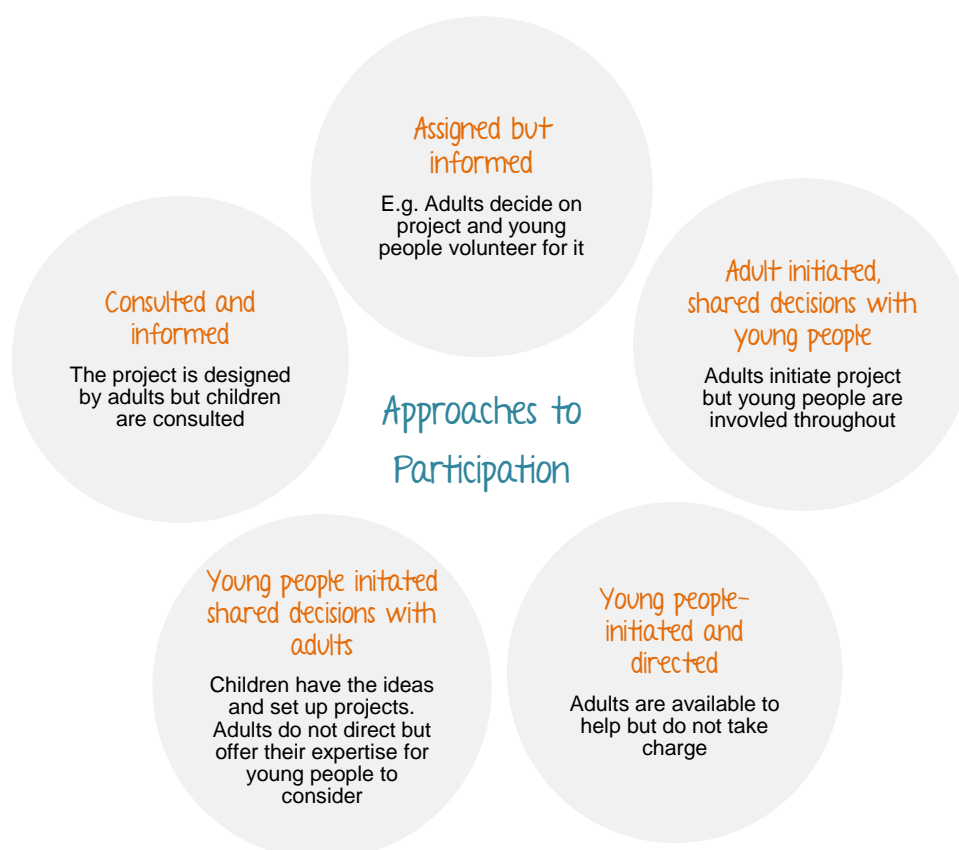 Assigned but
informed
E.g. Adults decide on
project and young
people volunteer for it
Adult initiated,
shared decisions with
young people
Adults initiate project
but young people are
invovled throughout
Young people-
initiated and
directed
Adults are available to
help but do not take
charge
Young people initated
shared decisions with
adults
Children have the ideas
and set up projects.
Adults do not direct but
offer their expertise for
young people to
consider
Consulted and
informed
The project is designed
by adults but children
are consulted
Approaches to
Participation